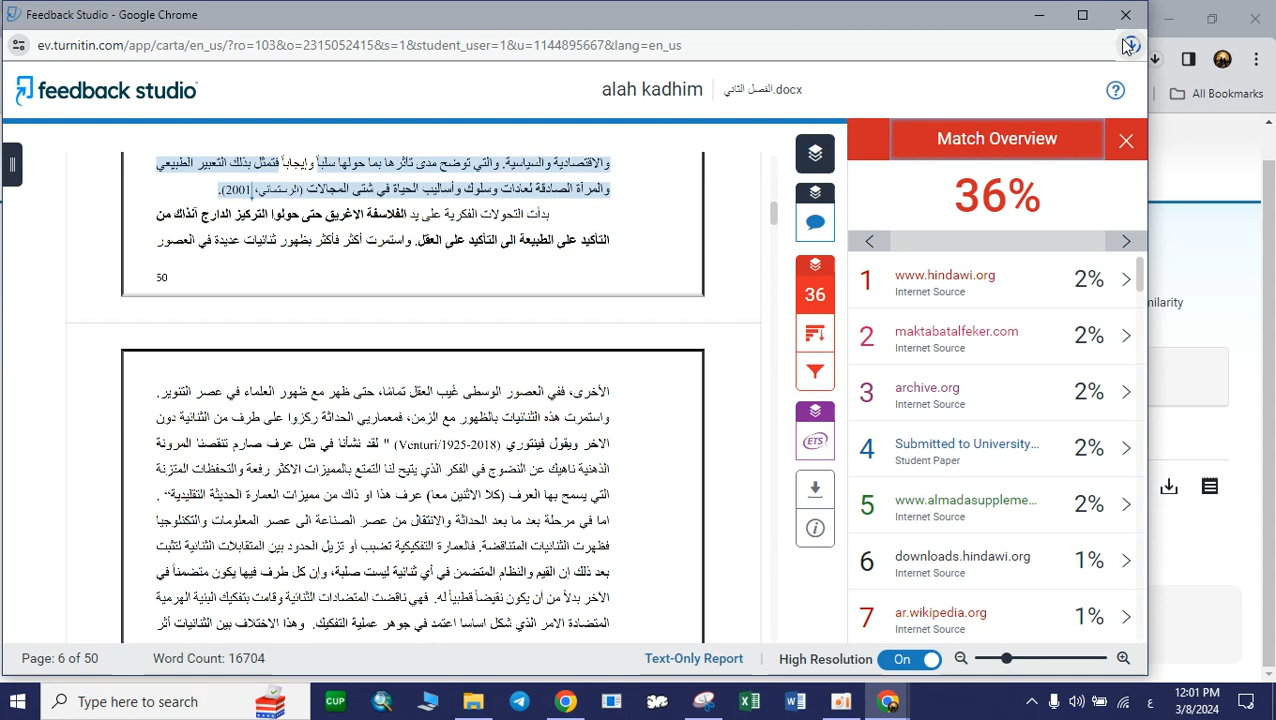 Feedback Studio - Google Chrome
ev.turnitin.com/app/carta/en_us/?ro=103&o=2315052415&s=1&student_user=1&u=1144895667&lang=en_us
All Bookmarks
feedback studio
alah kadhim
الفصل الثاني.docx
والاقتصادية والسياسية. والتي توضح مدى تأثرها بما حولها سلباً وإيجاباً فتمثل بذلك التعبير الطبيعي
والمرآة الصادقة لعادات وسلوك وأساليب الحياة في شتى المجالات (الرستماني، 2001).
بدأت التحولات الفكرية على يد الفلاسفة الاغريق حتى حولوا التركيز الدارج آنذاك من
التأكيد على الطبيعة الى التأكيد على العقل. واستمرت أكثر فأكثر بظهور ثنائيات عديدة في العصور
50
الأخرى، ففي العصور الوسطى غُيب العقل تمامًا، حتى ظهر مع ظهور العلماء في عصر التنوير.
واستمرت هذه الثنائيات بالظهور مع الزمن، فمعماريي الحداثة ركزوا على طرف من الثنائية دون
الاخر ويقول فينتوري (Venturi/1925-2018) " لقد نشأنا في ظل عرف صارم تنقصنا المرونة
الذهنية ناهيك عن النضوج في الفكر الذي يتيح لنا التمتع بالمميزات الاكثر رفعة والتحفظات المتزنة
التي يسمح بها العرف (كلا الاثنين معا) عرف هذا او ذاك من مميزات العمارة الحديثة التقليدية" .
اما في مرحلة بعد ما بعد الحداثة والانتقال من عصر الصناعة الى عصر المعلومات والتكنلوجيا
فظهرت الثنائيات المتناقضة. فالعمارة التفكيكية تضبب أو تزيل الحدود بين المتقابلات الثنائية لتثبت
بعد ذلك إن القيم والنظام المتضمن في أي ثنائية ليست صلبة، وإن كل طرف فيها يكون متضمناً في
الآخر بدلاً من أن يكون نقيضاً قطبياً له. فهي ناقضت المتضادات الثنائية وقامت بتفكيك البنية الهرمية
المتضادة الامر الذي شكل اساسا اعتمد في جوهر عملية التفكيك. وهذا الاختلاف بين الثنائيات أثر
36
ETS
Match Overview
36%
1 www.hindawi.org 2%
Internet Source
2 maktabatalfeker.com 2%
Internet Source
3 archive.org 2%
Internet Source
4 Submitted to University... 2%
Student Paper
5 www.almadasuppleme... 2%
Internet Source
6 downloads.hindawi.org 1%
Internet Source
7 ar.wikipedia.org 1%
Internet Source
milarity
Page: 6 of 50
Word Count: 16704
Text-Only Report
High Resolution
On
Type here to search
CUP
ع
12:01 PM
3/8/2024